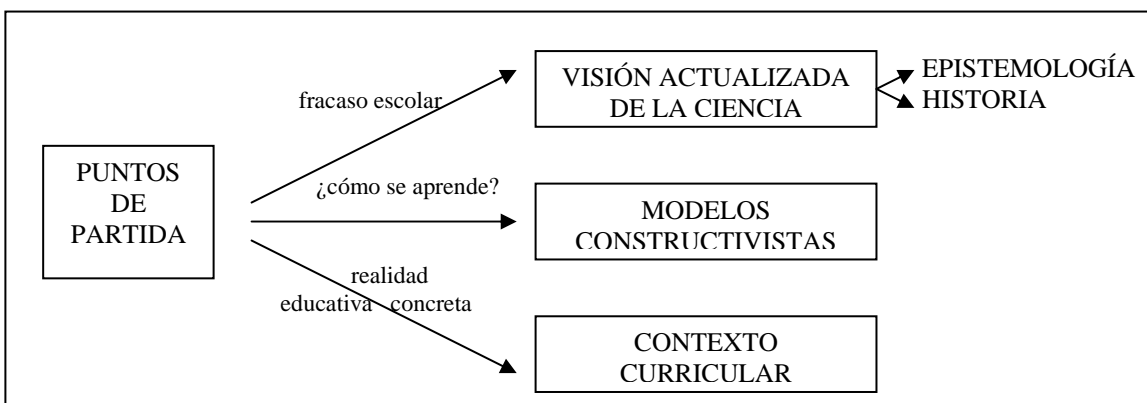 PUNTOS
DE
PARTIDA
fracaso escolar
¿cómo se aprende?
realidad
educativa concreta
VISIÓN ACTUALIZADA
DE LA CIENCIA
EPISTEMOLOGÍA
HISTORIA
MODELOS
CONSTRUCTIVISTAS
CONTEXTO
CURRICULAR